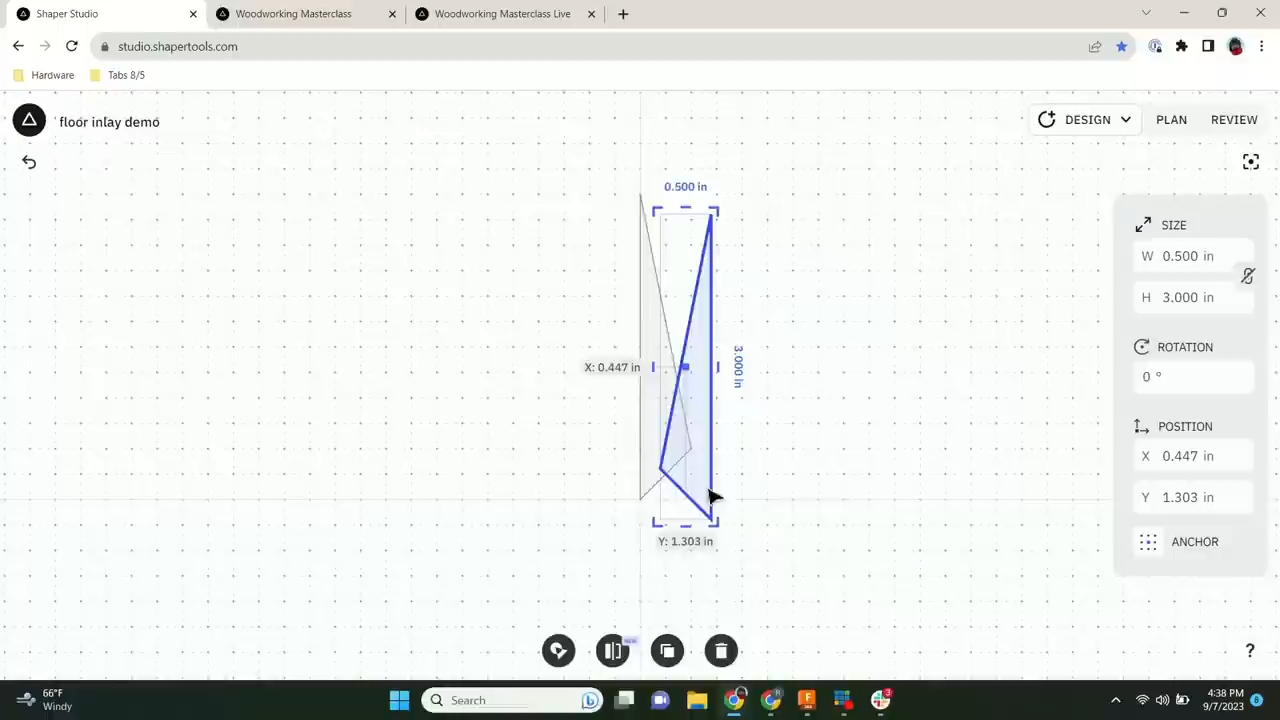 Shaper Studio
Woodworking Masterclass
Woodworking Masterclass Live
studio.shapertools.com
Hardware
Tabs 8/5
floor inlay demo
DESIGN
PLAN
REVIEW
0.500 in
SIZE
W 0.500 in
H 3.000 in
3.000 in
X: 0.447 in
ROTATION
0 °
POSITION
X 0.447 in
Y 1.303 in
Y: 1.303 in
ANCHOR
NEW
?
66°F
Windy
Search
3
4:38 PM
9/7/2023